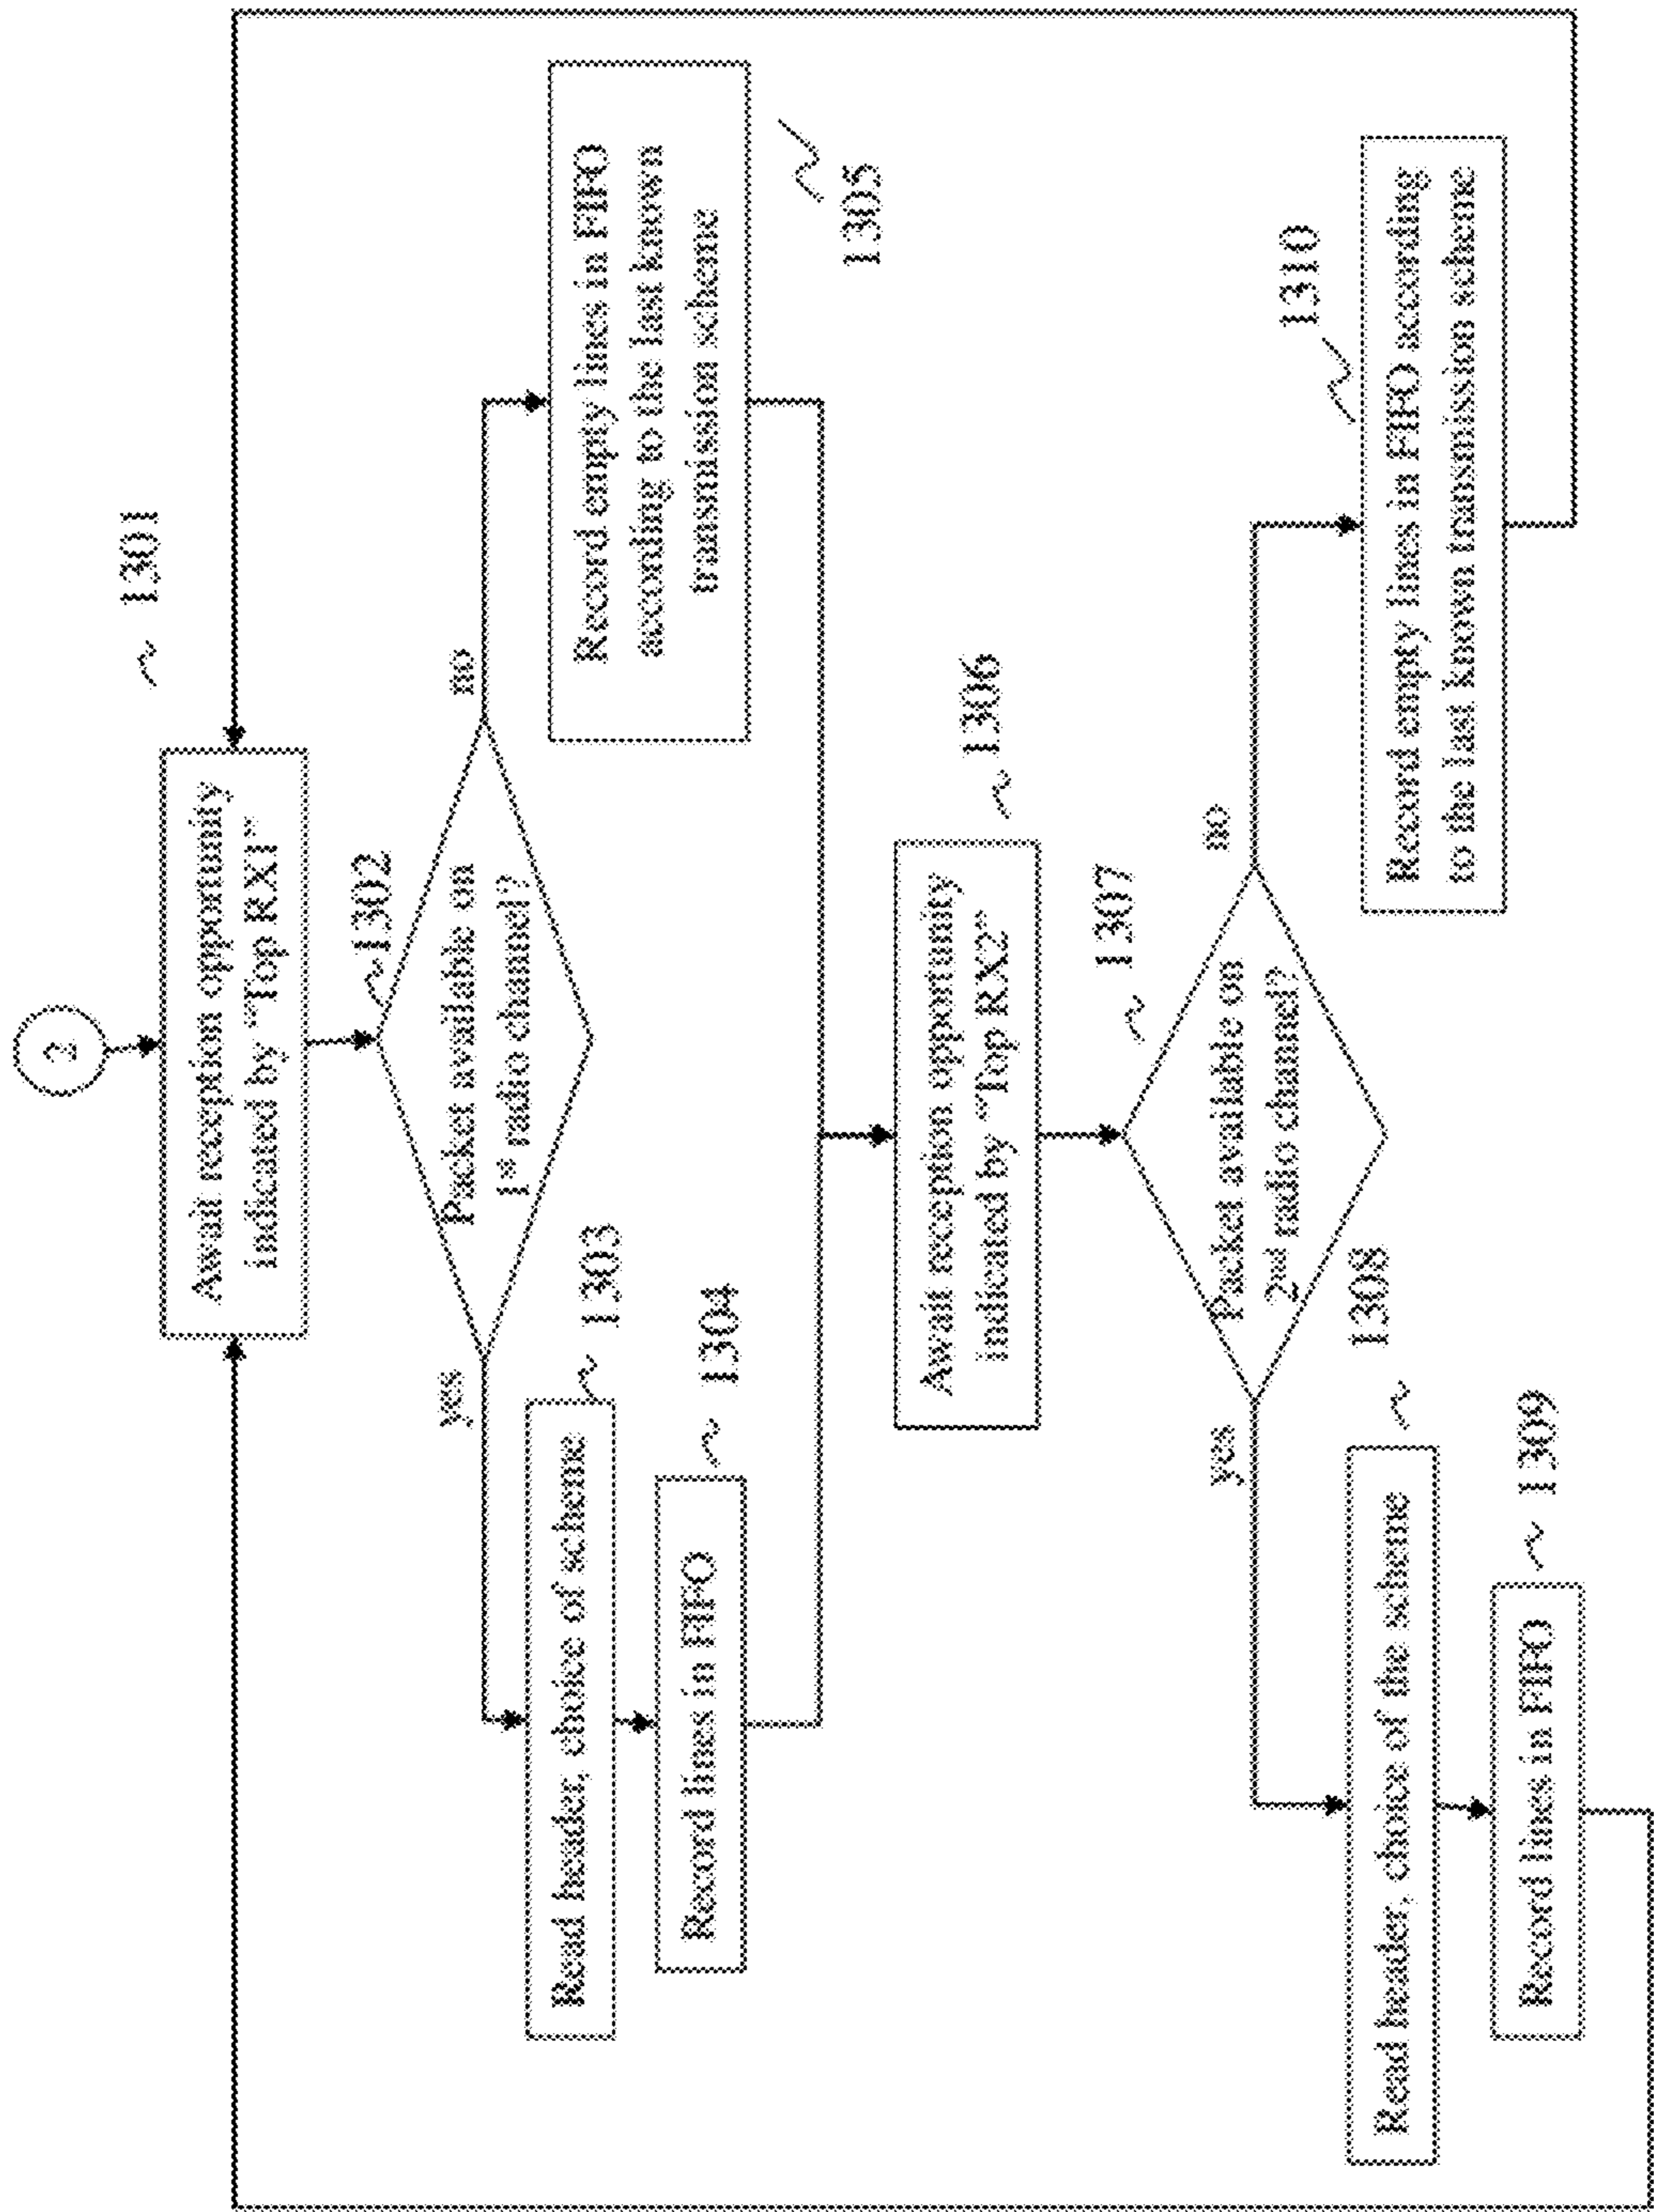 2
1301
Await reception opportunity
indicated by "Top RX1"
1302
Packet available on
1st radio channel?
yes
no
1303
Read header, choice of scheme
1304
Record lines in FIFO
Record empty lines in FIFO
according to the last known
transmission scheme
1305
1306
Await reception opportunity
indicated by "Top RX2"
1307
Packet available on
2nd radio channel?
yes
no
1308
Read header, choice of the scheme
1309
Record lines in FIFO
1310
Record empty lines in FIFO according
to the last known transmission scheme